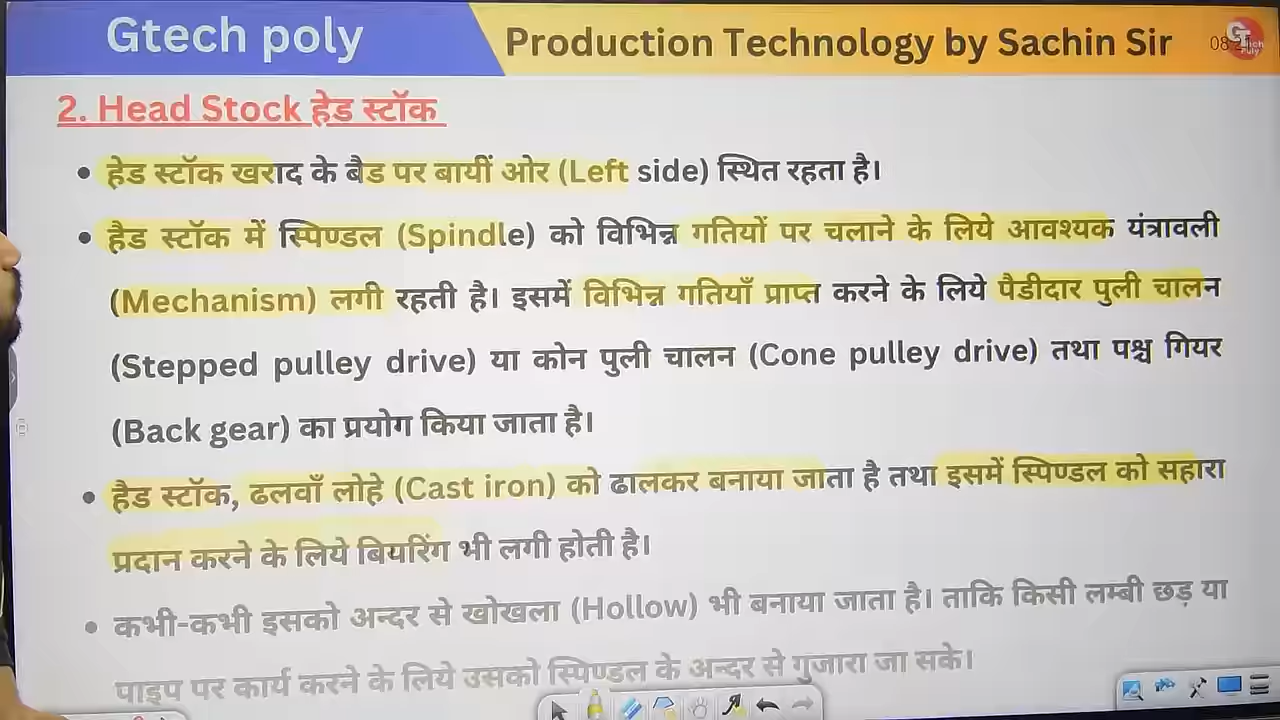 Gtech poly
Production Technology by Sachin Sir
2. Head Stock हेड स्टॉक
• हेड स्टॉक खराद के बैड पर बायीं ओर (Left side) स्थित रहता है।
• हैड स्टॉक में स्पिण्डल (Spindle) को विभिन्न गतियों पर चलाने के लिये आवश्यक यंत्रावली
(Mechanism) लगी रहती है। इसमें विभिन्न गतियाँ प्राप्त करने के लिये पैडीदार पुली चालन
(Stepped pulley drive) या कोन पुली चालन (Cone pulley drive) तथा पश्च गियर
(Back gear) का प्रयोग किया जाता है।
• हैड स्टॉक, ढलवाँ लोहे (Cast iron) को ढालकर बनाया जाता है तथा इसमें स्पिण्डल को सहारा
प्रदान करने के लिये बियरिंग भी लगी होती है।
• कभी-कभी इसको अन्दर से खोखला (Hollow) भी बनाया जाता है। ताकि किसी लम्बी छड़ या
पाइप पर कार्य करने के लिये उसको स्पिण्डल के अन्दर से गुजारा जा सके।